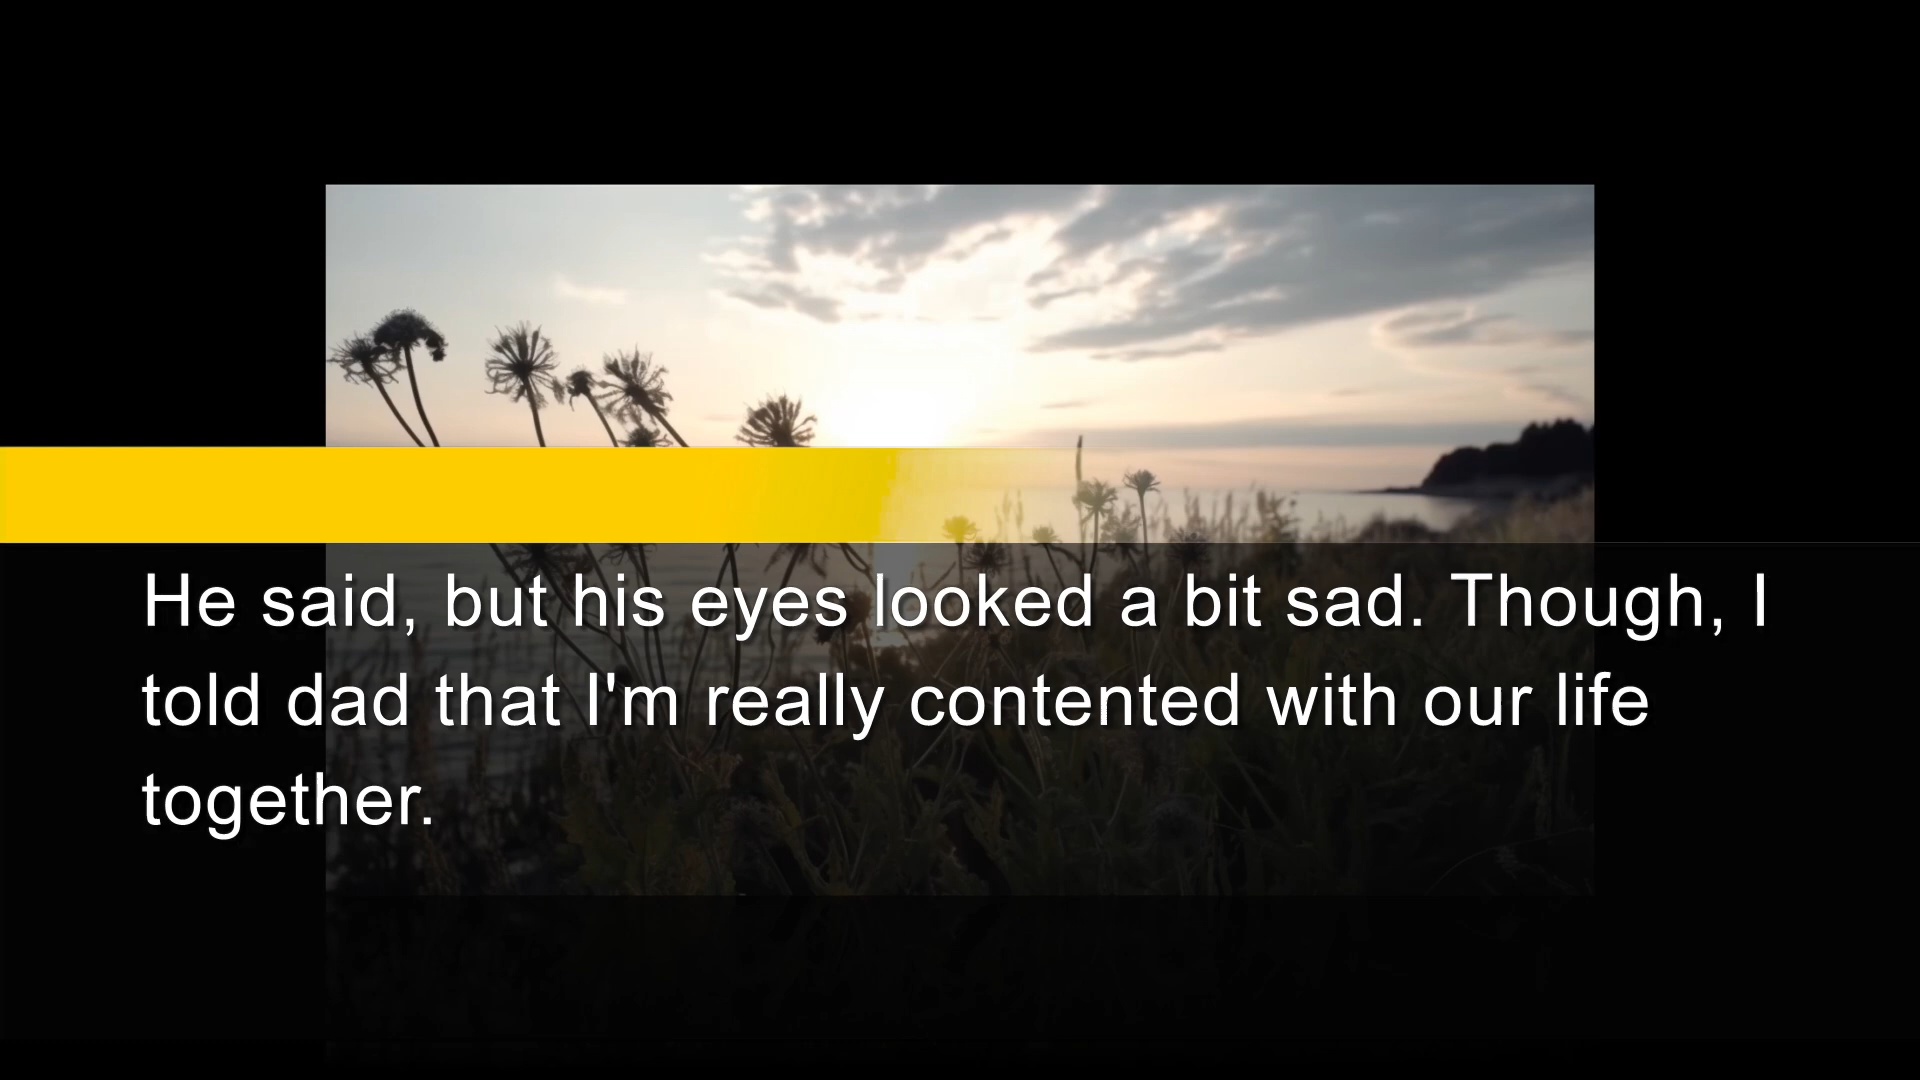 He said, but his eyes looked a bit sad. Though, I
told dad that I'm really contented with our life
together.